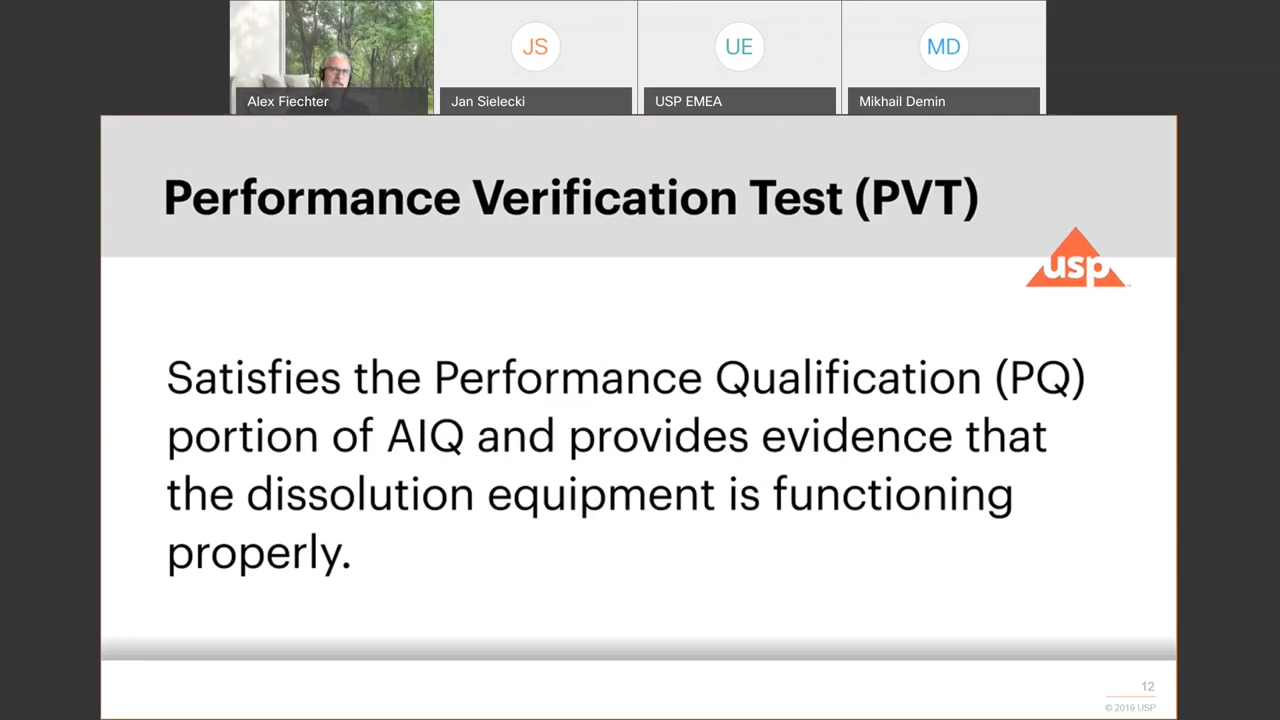 JS
UE
MD
Alex Fiechter
Jan Sielecki
USP EMEA
Mikhail Demin
Performance Verification Test (PVT)
usp
Satisfies the Performance Qualification (PQ)
portion of AIQ and provides evidence that
the dissolution equipment is functioning
properly.
12
© 2019 USP